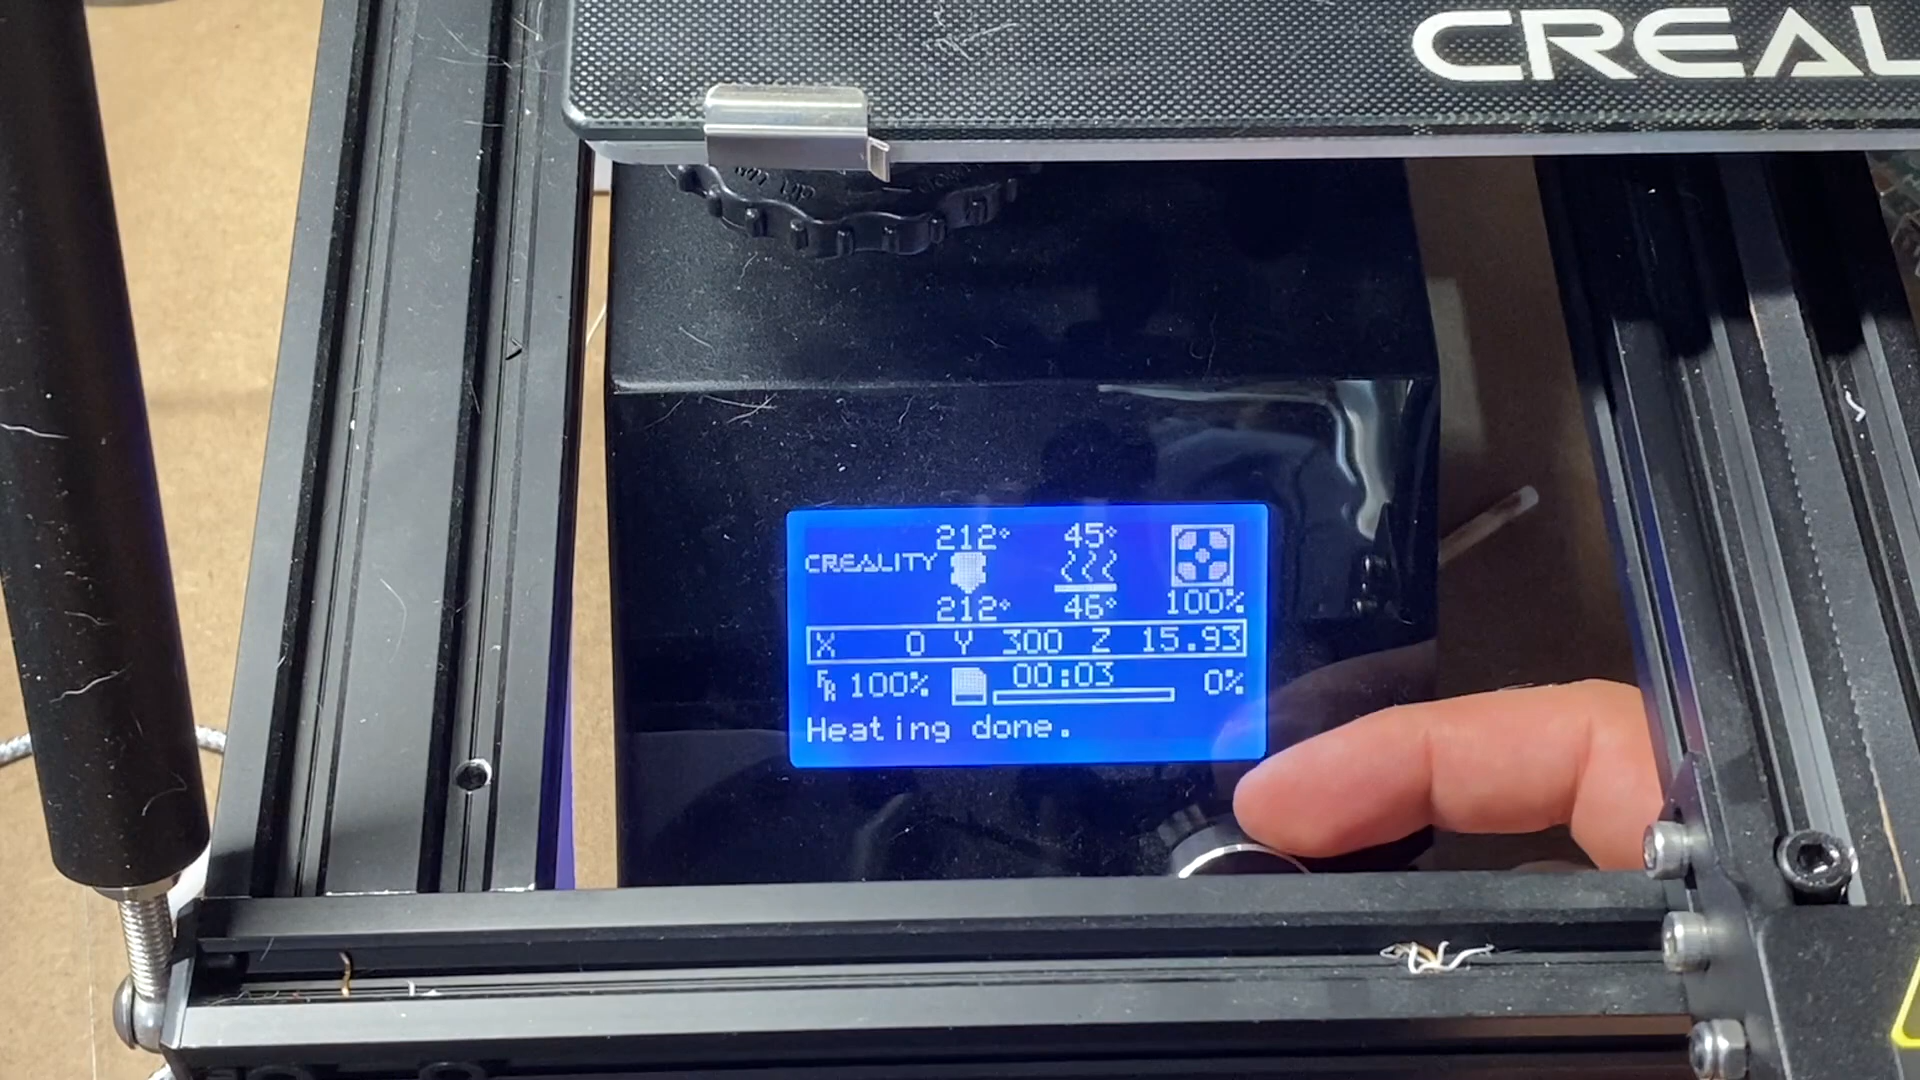 CREAL
212° 45°
CREALITY
212° 46° 100%
X 0 Y 300 Z 15.93
FR 100% 00:03 0%
Heating done.